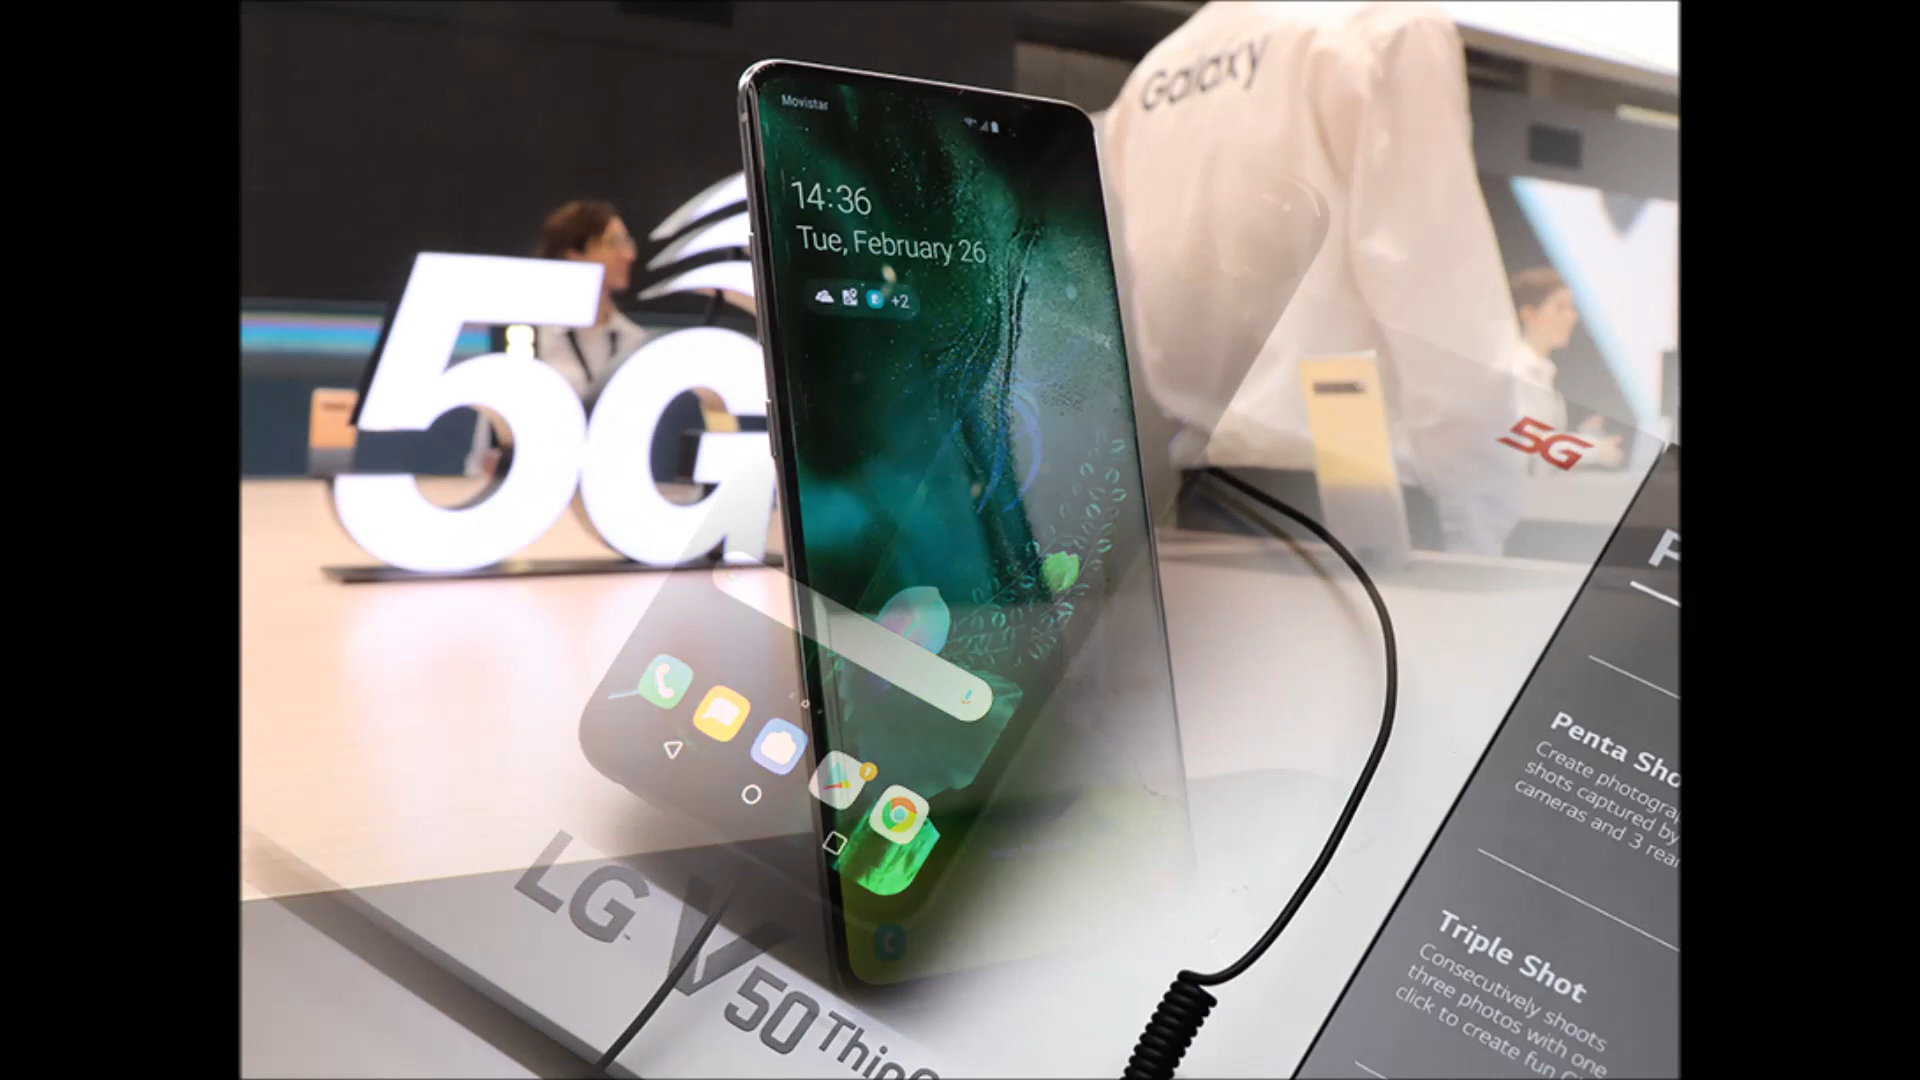 Galaxy
Movistar
14:36
Tue, February 26
+2
5G
5G
Penta Sho
Create photogra
shots captured by
cameras and 3 rea
Triple Shot
Consecutively shoots
three photos with one
click to create fun G
LG V50 ThinQ